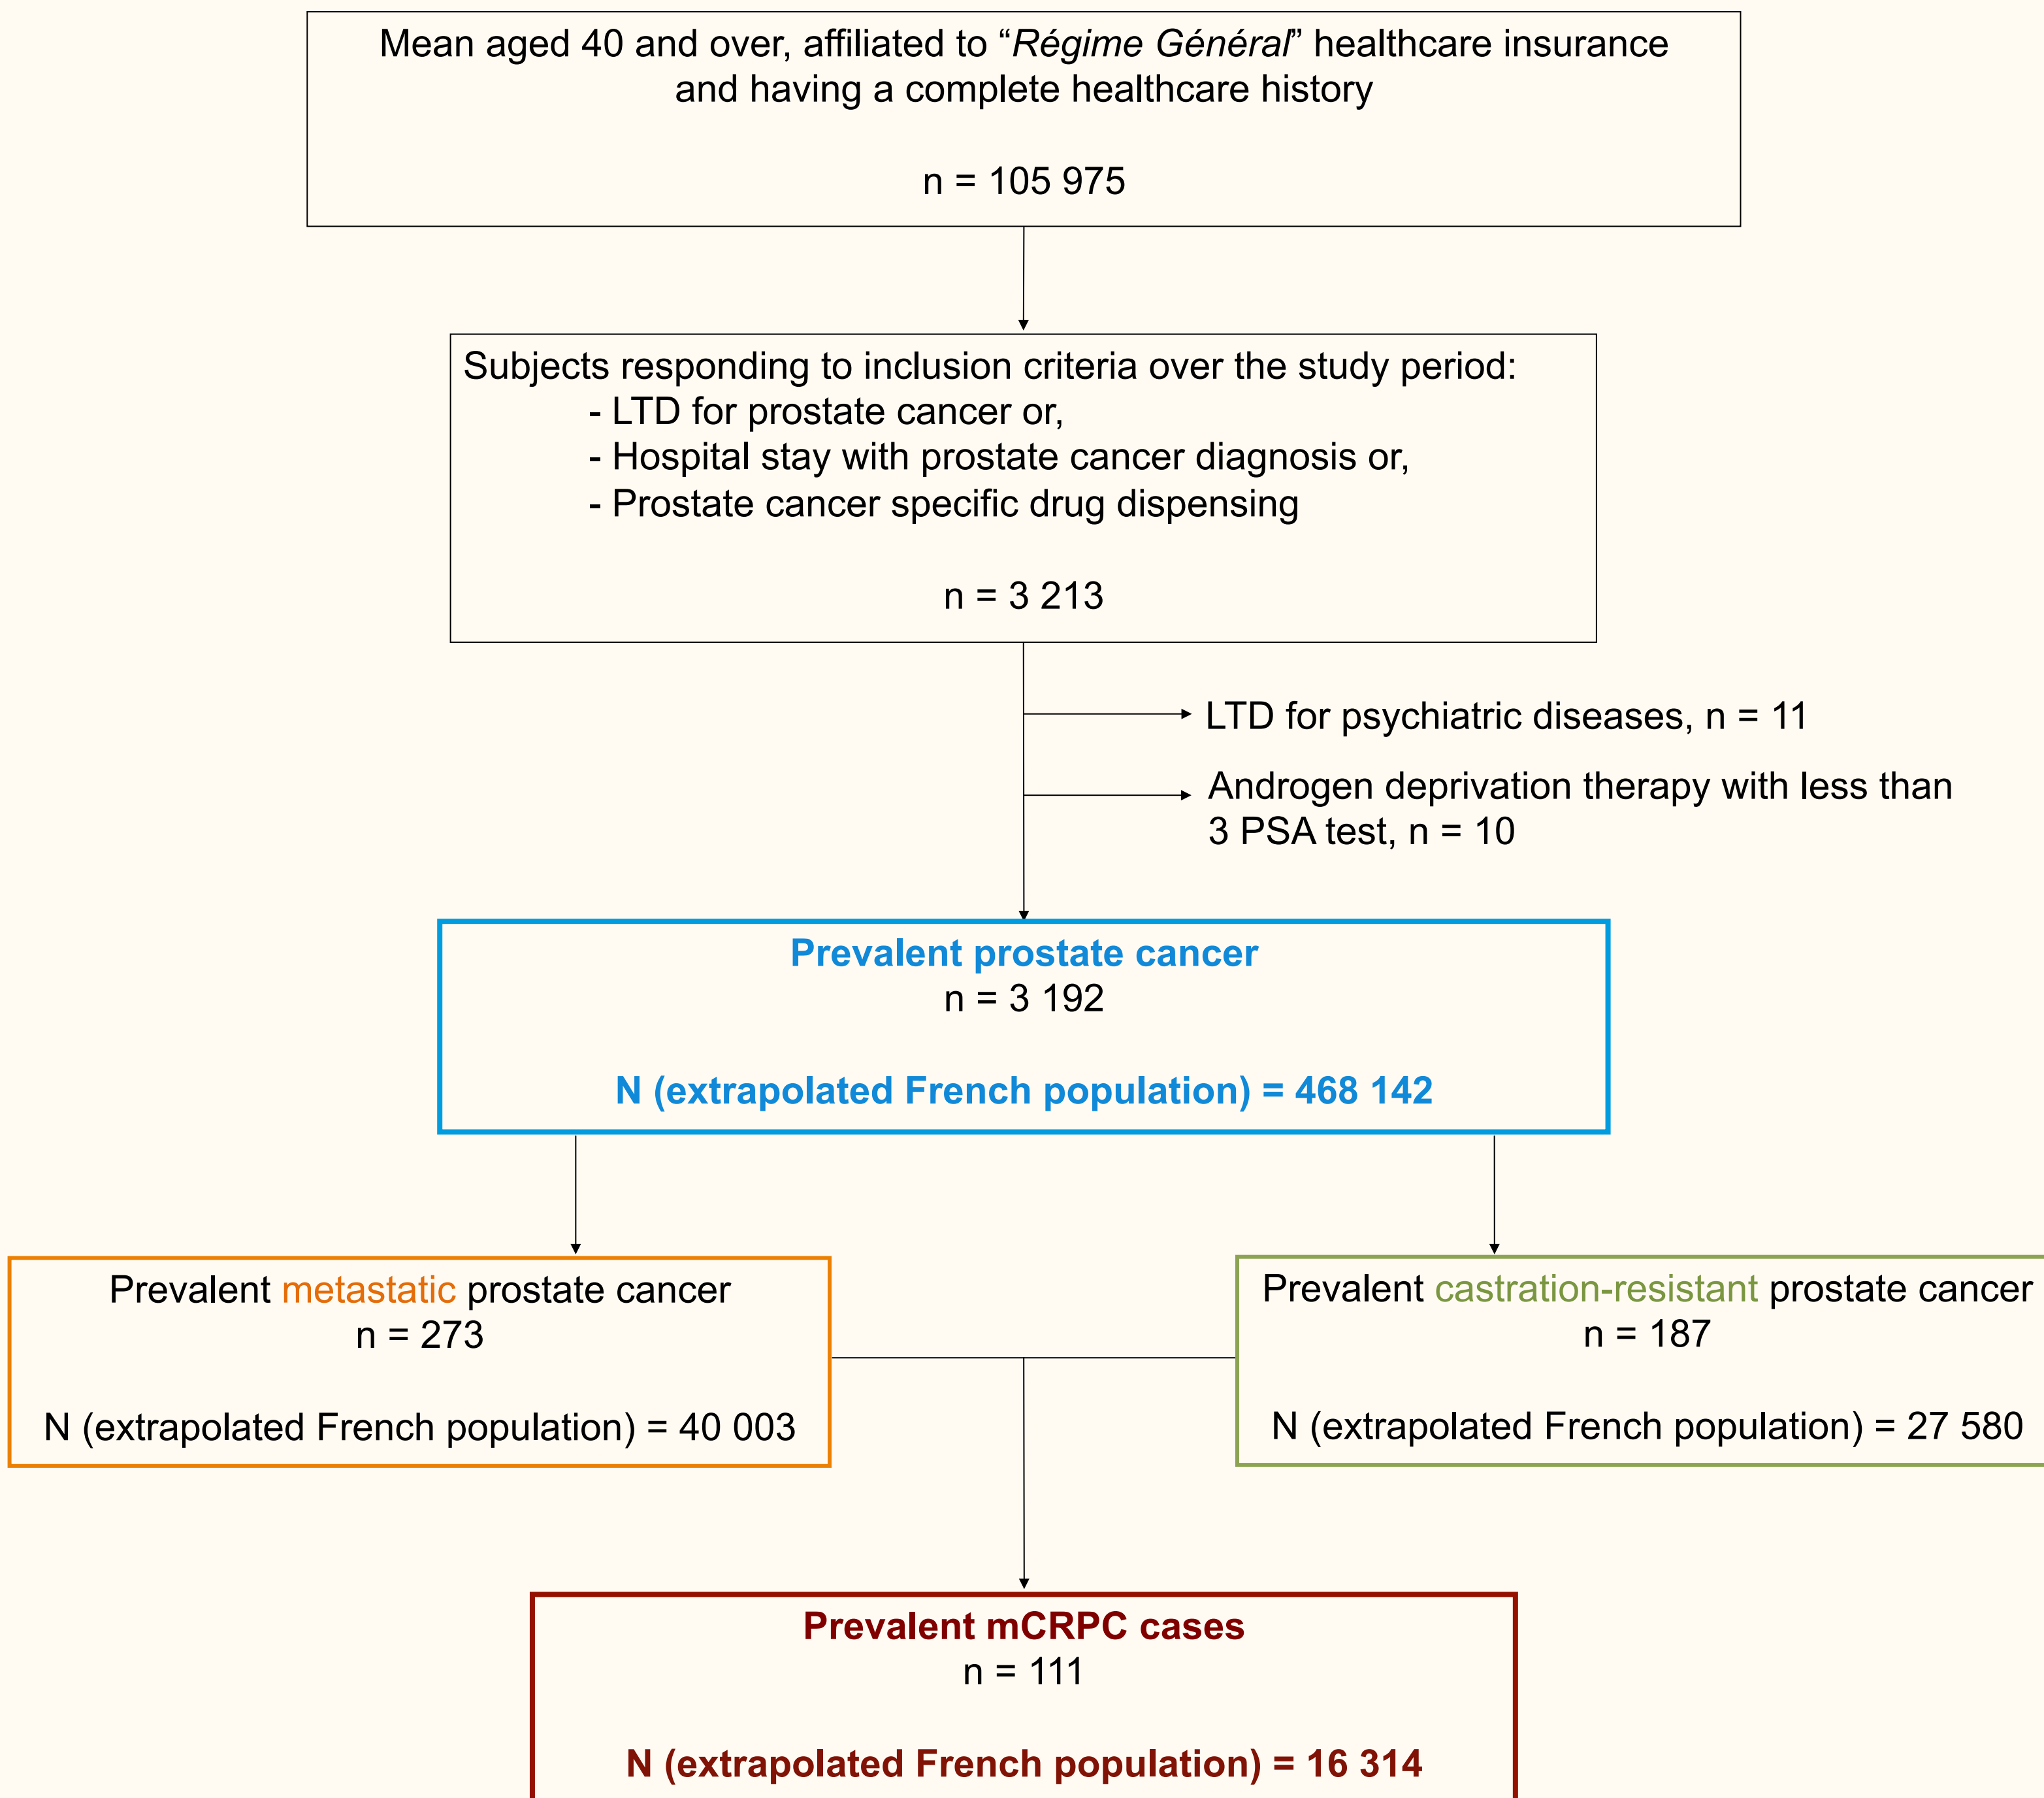 Mean aged 40 and over, affiliated to “Régime Général” healthcare insurance
and having a complete healthcare history
n = 105 975
Subjects responding to inclusion criteria over the study period:
- LTD for prostate cancer or,
- Hospital stay with prostate cancer diagnosis or,
- Prostate cancer specific drug dispensing
n = 3 213
LTD for psychiatric diseases, n = 11
Androgen deprivation therapy with less than
3 PSA test, n = 10
Prevalent prostate cancer
n = 3 192
N (extrapolated French population) = 468 142
Prevalent metastatic prostate cancer
n = 273
N (extrapolated French population) = 40 003
Prevalent castration-resistant prostate cancer
n = 187
N (extrapolated French population) = 27 580
Prevalent mCRPC cases
n = 111
N (extrapolated French population) = 16 314